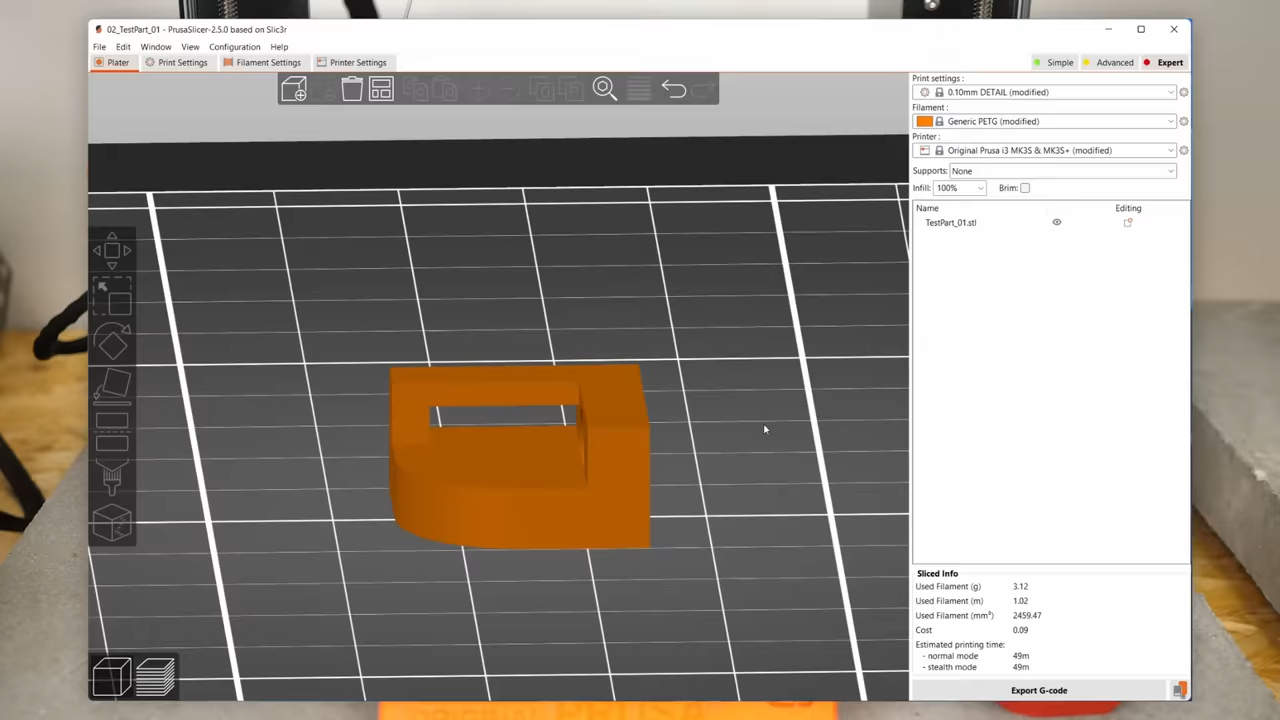 02_TestPart_01 - PrusaSlicer-2.5.0 based on Slic3r
File Edit Window View Configuration Help
Plater Print Settings Filament Settings Printer Settings Simple Advanced Expert
Print settings :
0.10mm DETAIL (modified)
Filament :
Generic PETG (modified)
Printer :
Original Prusa i3 MK3S & MK3S+ (modified)
Supports: None
Infill: 100% Brim:
Name Editing
TestPart_01.stl
Sliced Info
Used Filament (g) 3.12
Used Filament (m) 1.02
Used Filament (mm³) 2459.47
Cost 0.09
Estimated printing time:
- normal mode 49m
- stealth mode 49m
Export G-code
ORIGINAL PRUSA